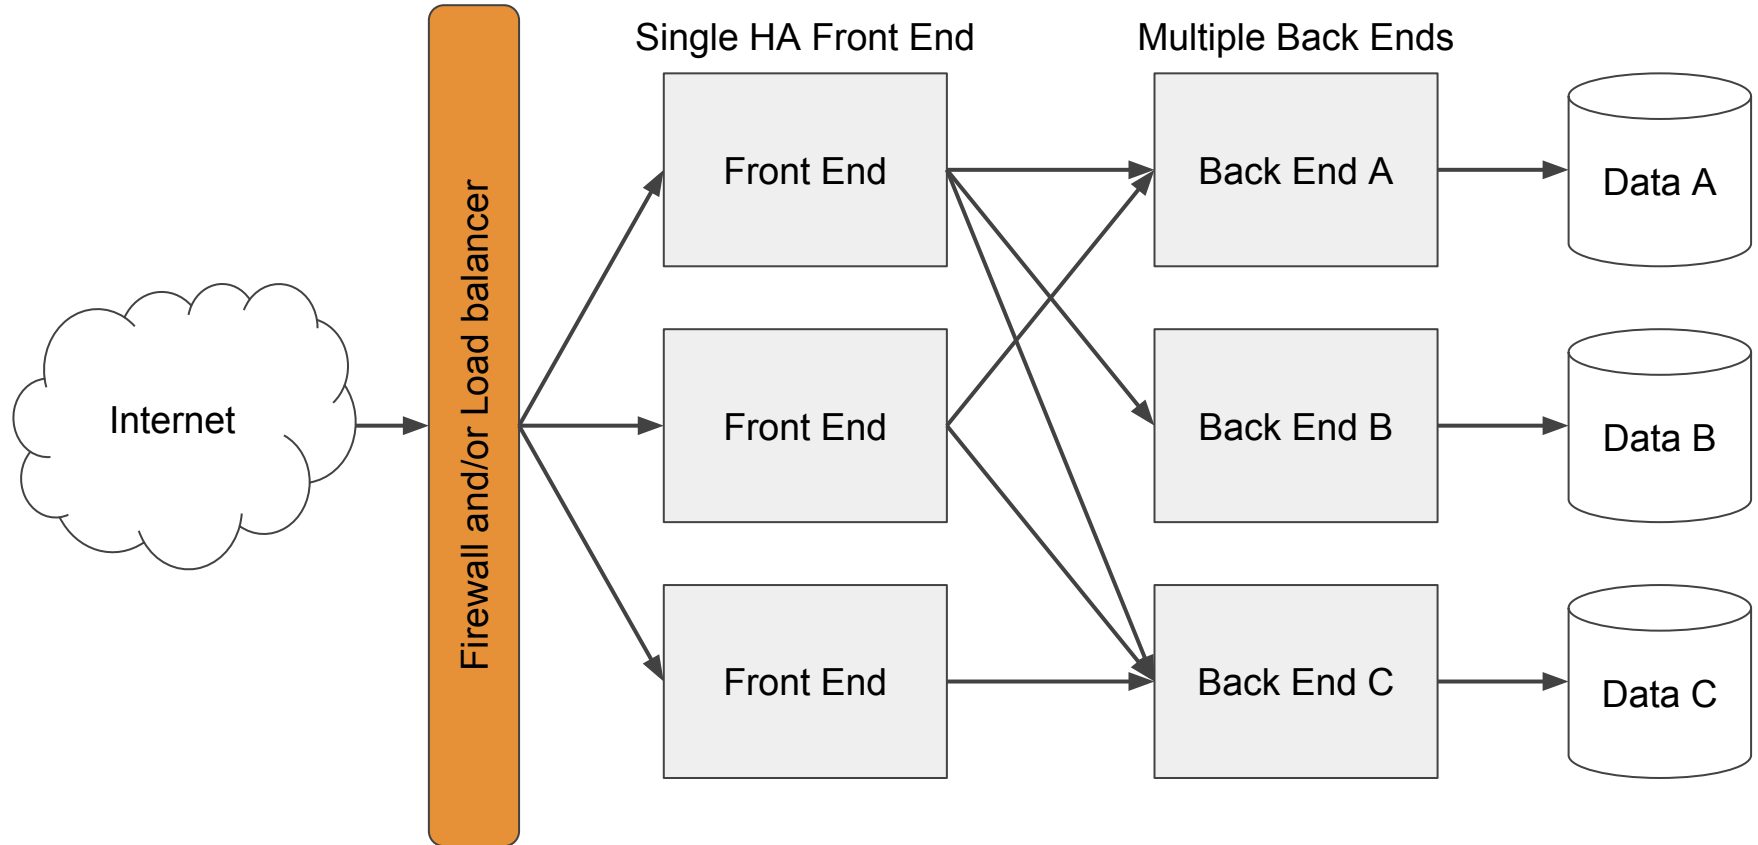 Single HA Front End
Multiple Back Ends
Internet
Firewall and/or Load balancer
Front End
Back End A
Data A
Front End
Back End B
Data B
Front End
Back End C
Data C